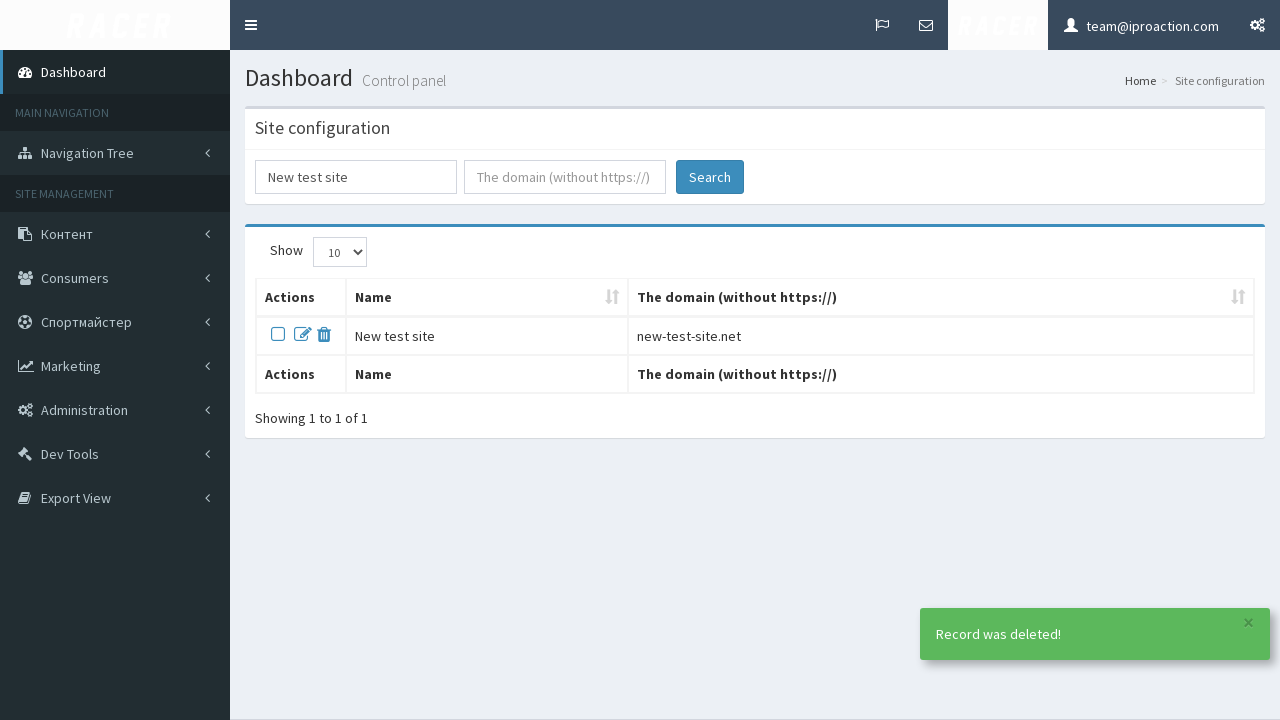 RACER
RACER
team@iproaction.com
Dashboard
MAIN NAVIGATION
Navigation Tree
SITE MANAGEMENT
Контент
Consumers
Спортмайстер
Marketing
Administration
Dev Tools
Export View
Dashboard Control panel
Home > Site configuration
Site configuration
New test site
The domain (without https://)
Search
Show 10
Actions Name The domain (without https://)
New test site new-test-site.net
Actions Name The domain (without https://)
Showing 1 to 1 of 1
Record was deleted!
×